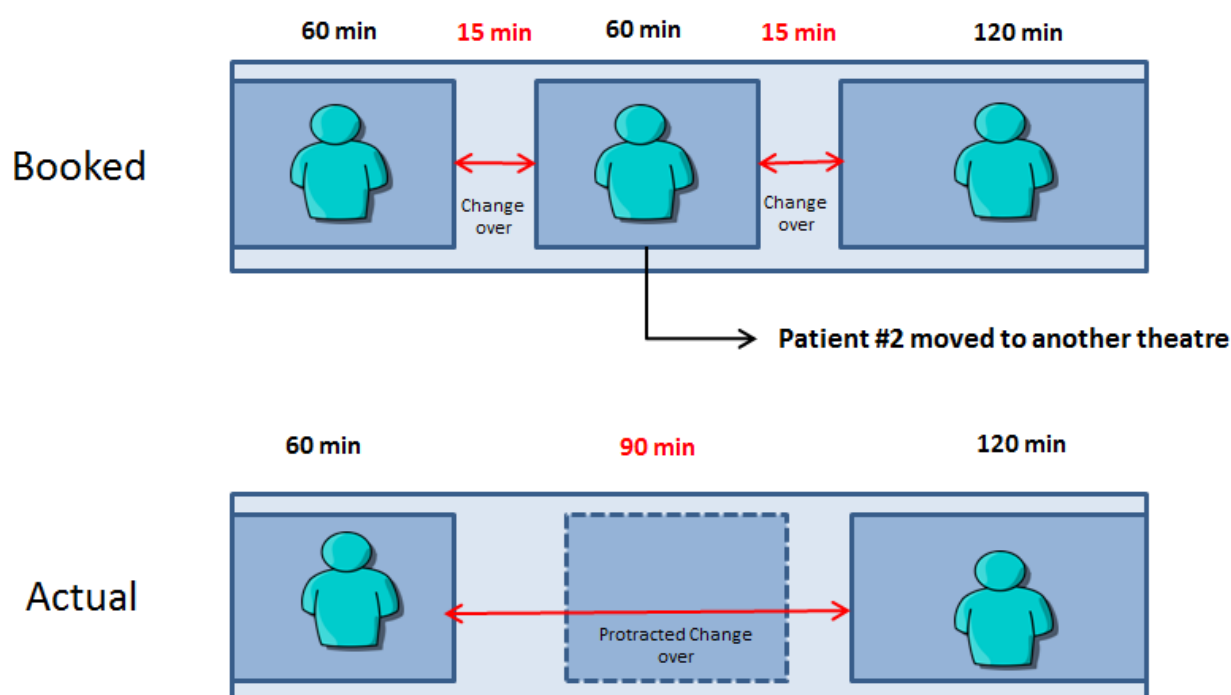 60 min 15 min 60 min 15 min 120 min
Booked
Change
over
Change
over
Patient #2 moved to another theatre
60 min 90 min 120 min
Actual
Protracted Change
over